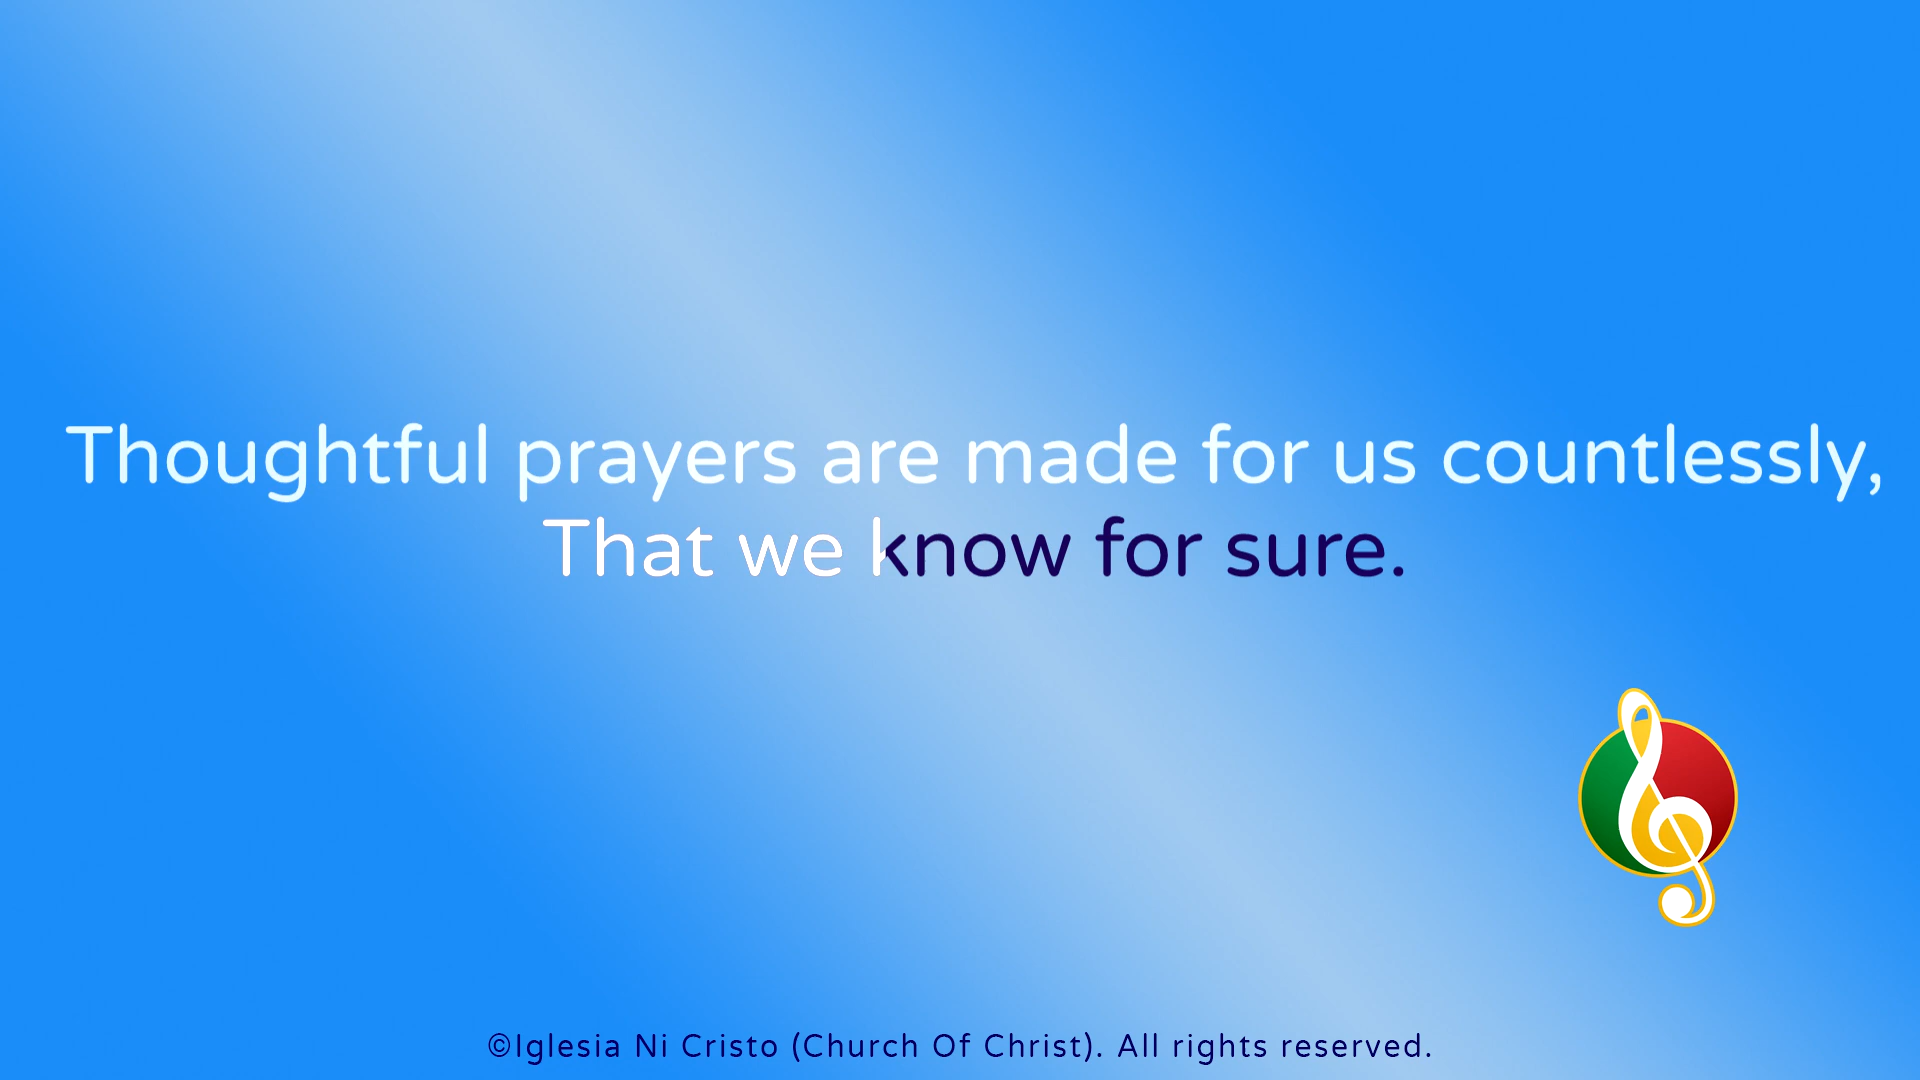 Thoughtful prayers are made for us countlessly,
That we know for sure.
©Iglesia Ni Cristo (Church Of Christ). All rights reserved.